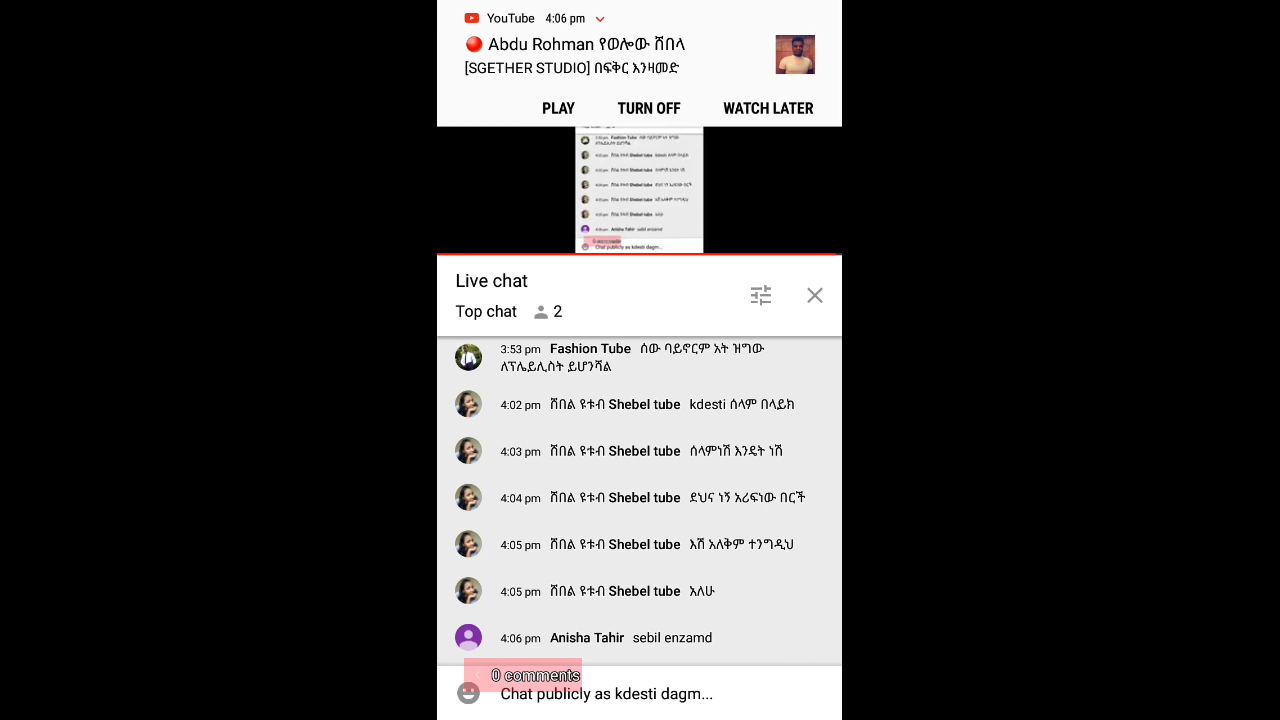 YouTube 4:06 pm
🔴 Abdu Rohman የወሎው ሸበላ
[SGETHER STUDIO] በፍቅር እንዛመድ
PLAY TURN OFF WATCH LATER
Live chat
Top chat 2
3:53 pm Fashion Tube ሰው ባይኖርም አት ዝግው
ለፕሌይሊስት ይሆንሻል
4:02 pm ሸበል ዩቱብ Shebel tube kdesti ሰላም በላይክ
4:03 pm ሸበል ዩቱብ Shebel tube ሰላምነሽ እንዴት ነሽ
4:04 pm ሸበል ዩቱብ Shebel tube ደህና ነኝ አሪፍነው በርች
4:05 pm ሸበል ዩቱብ Shebel tube እሽ አለቅም ተንግዲህ
4:05 pm ሸበል ዩቱብ Shebel tube አለሁ
4:06 pm Anisha Tahir sebil enzamd
0 comments
Chat publicly as kdesti dagm...